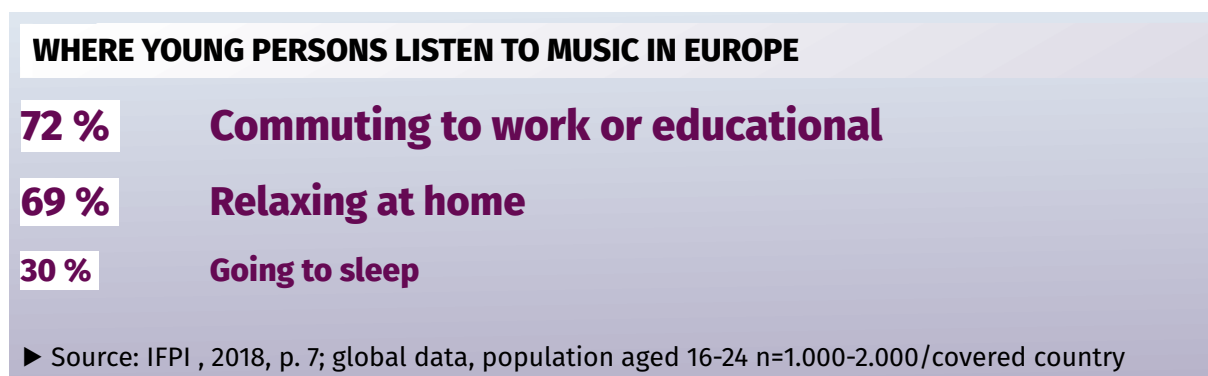 WHERE YOUNG PERSONS LISTEN TO MUSIC IN EUROPE
72 % Commuting to work or educational
69 % Relaxing at home
30 % Going to sleep
▶ Source: IFPI , 2018, p. 7; global data, population aged 16-24 n=1.000-2.000/covered country